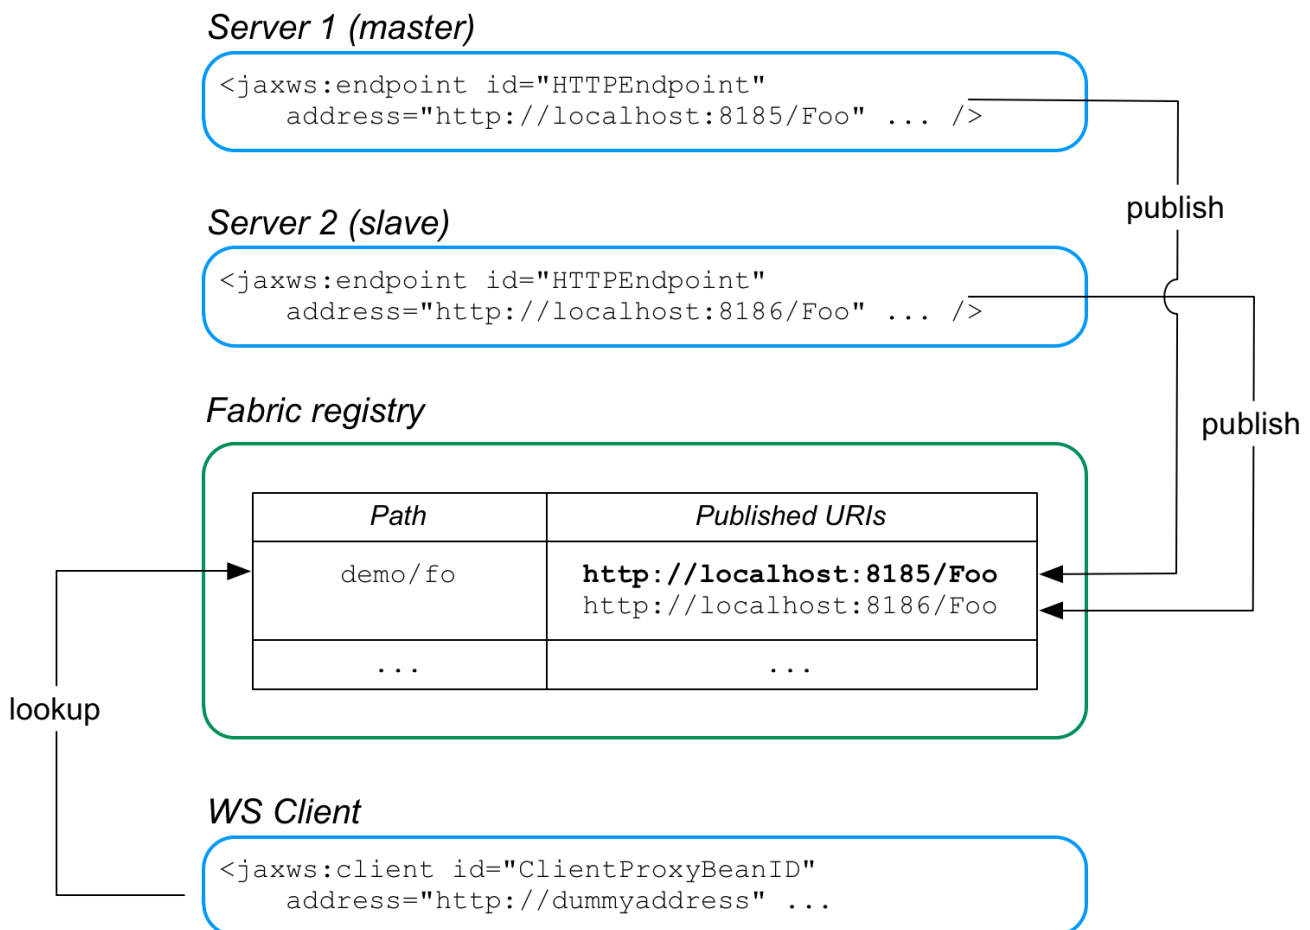 Server 1 (master)
<jaxws:endpoint id="HTTPEndpoint"
address="http://localhost:8185/Foo" ... />
publish
Server 2 (slave)
<jaxws:endpoint id="HTTPEndpoint"
address="http://localhost:8186/Foo" ... />
Fabric registry
publish
Path Published URIs
demo/fo http://localhost:8185/Foo
http://localhost:8186/Foo
... ...
lookup
WS Client
<jaxws:client id="ClientProxyBeanID"
address="http://dummyaddress" ...